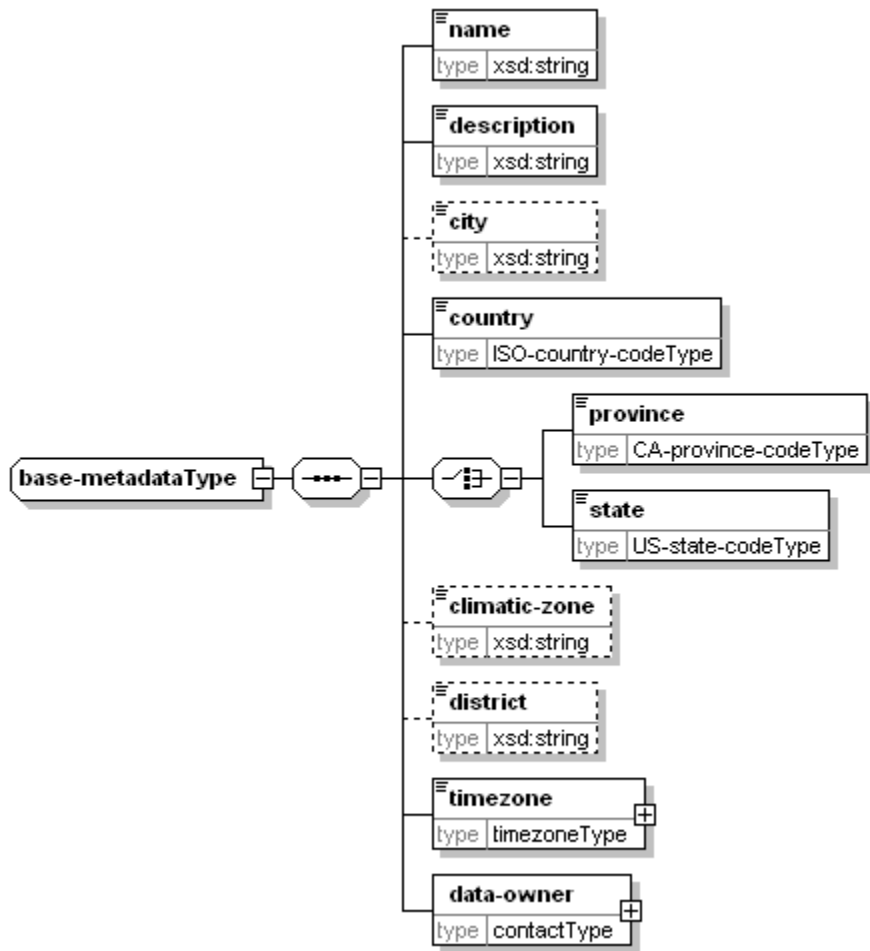 name
type xsd:string
description
type xsd:string
city
type xsd:string
country
type ISO-country-codeType
province
type CA-province-codeType
base-metadataType
state
type US-state-codeType
climatic-zone
type xsd:string
district
type xsd:string
timezone
type timezoneType
data-owner
type contactType